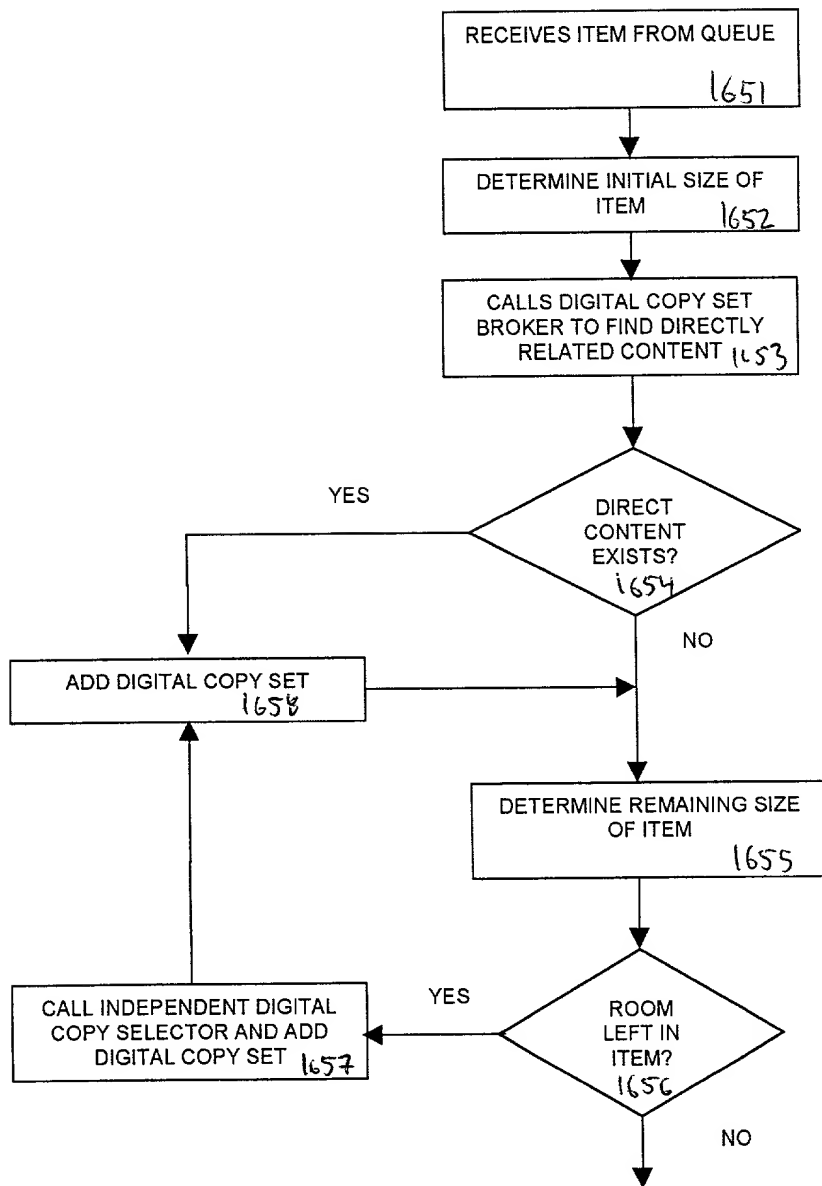 RECEIVES ITEM FROM QUEUE
1651
DETERMINE INITIAL SIZE OF
ITEM 1652
CALLS DIGITAL COPY SET
BROKER TO FIND DIRECTLY
RELATED CONTENT 1653
YES
DIRECT
CONTENT
EXISTS?
1654
NO
ADD DIGITAL COPY SET
1658
DETERMINE REMAINING SIZE
OF ITEM
1655
CALL INDEPENDENT DIGITAL
COPY SELECTOR AND ADD
DIGITAL COPY SET 1657
YES
ROOM
LEFT IN
ITEM?
1656
NO